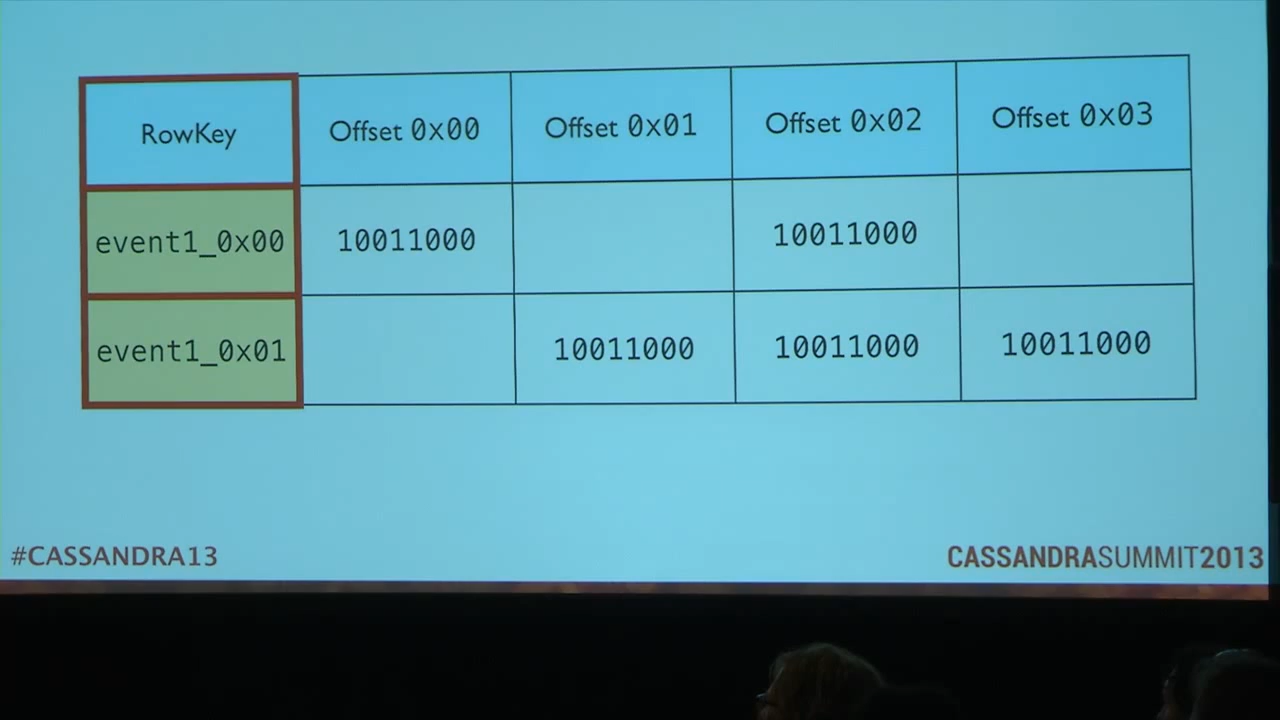 RowKey Offset 0x00 Offset 0x01 Offset 0x02 Offset 0x03
event1_0x00 10011000 10011000
event1_0x01 10011000 10011000 10011000
#CASSANDRA13 CASSANDRASUMMIT2013